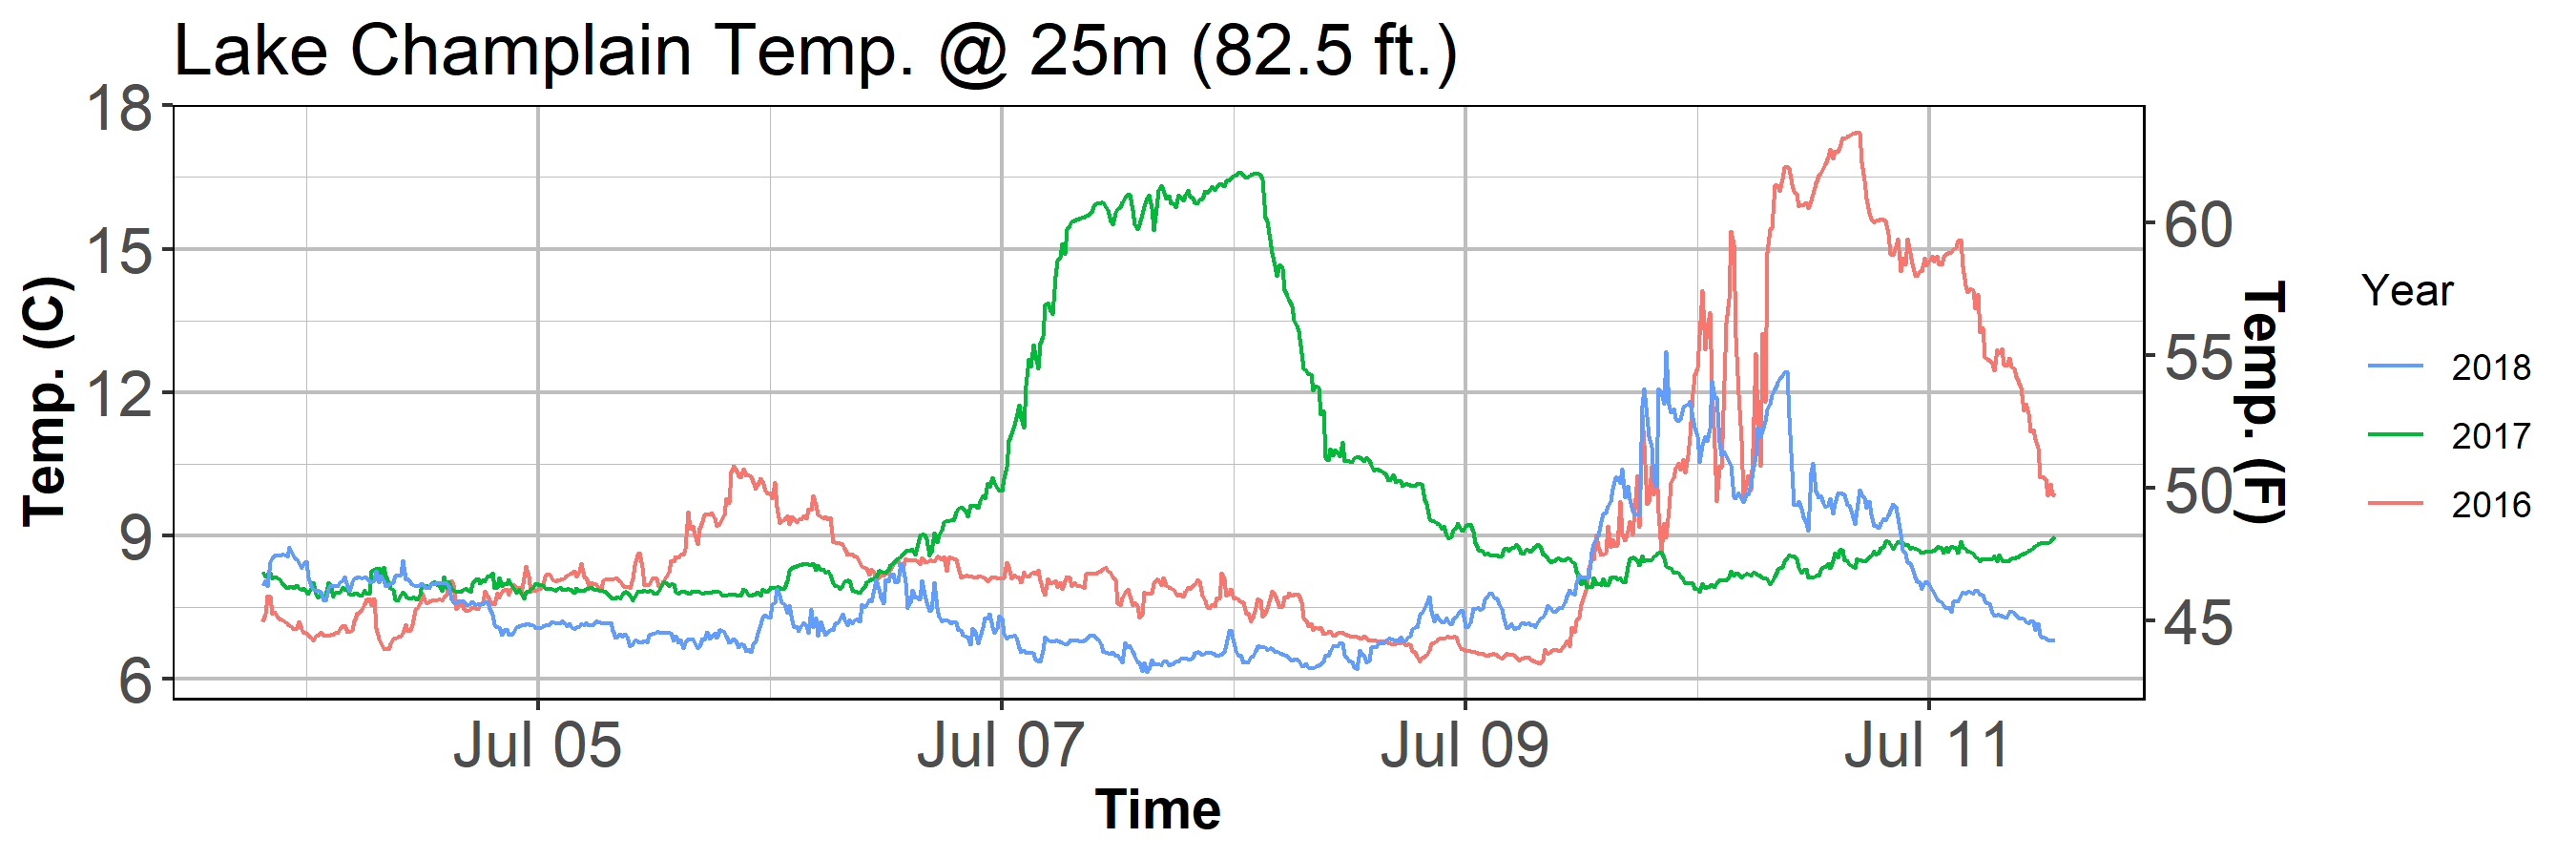 Lake Champlain Temp. @ 25m (82.5 ft.)
18
15
12
9
6
Temp. (C)
60
55
50
45
Temp. (F)
Jul 05 Jul 07 Jul 09 Jul 11
Time
Year
2018
2017
2016